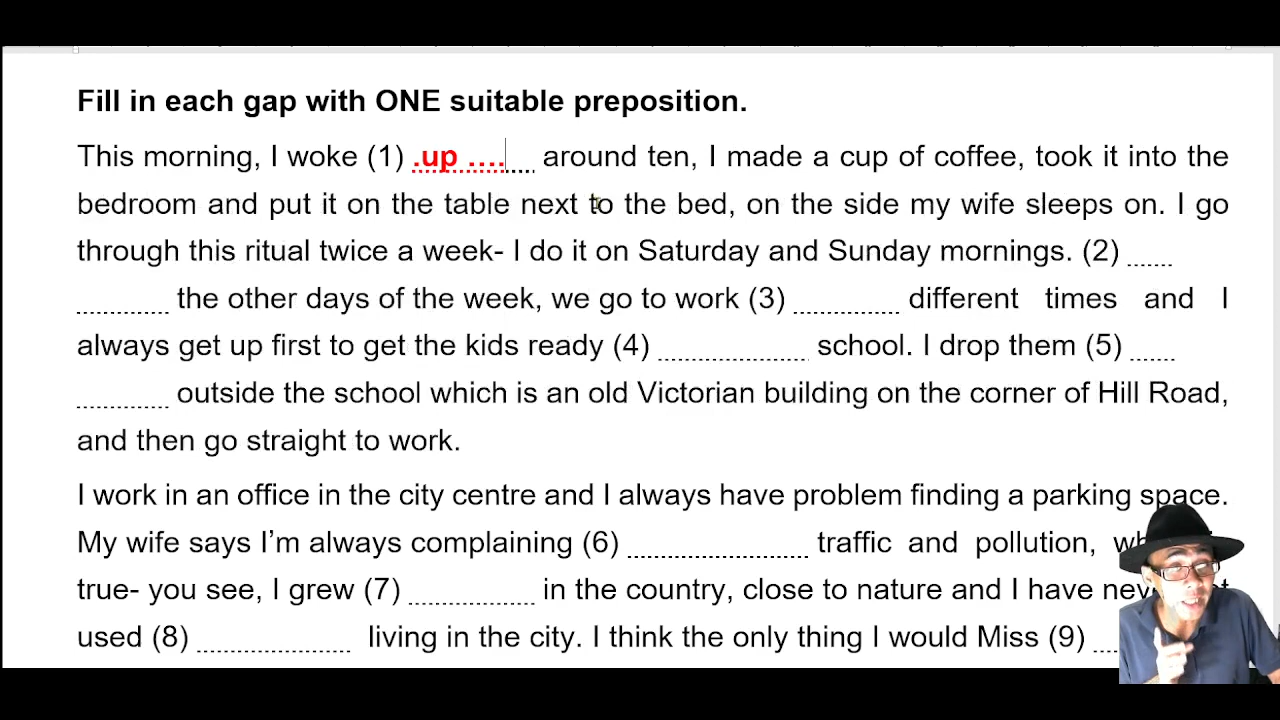 Fill in each gap with ONE suitable preposition.
This morning, I woke (1) .up ......... around ten, I made a cup of coffee, took it into the
bedroom and put it on the table next to the bed, on the side my wife sleeps on. I go
through this ritual twice a week- I do it on Saturday and Sunday mornings. (2) ......
............ the other days of the week, we go to work (3) .............. different times and I
always get up first to get the kids ready (4) .................... school. I drop them (5) ......
............ outside the school which is an old Victorian building on the corner of Hill Road,
and then go straight to work.
I work in an office in the city centre and I always have problem finding a parking space.
My wife says I'm always complaining (6) ........................ traffic and pollution,
true- you see, I grew (7) ................. in the country, close to nature and I have
used (8) .................... living in the city. I think the only thing I would Miss (9) ...